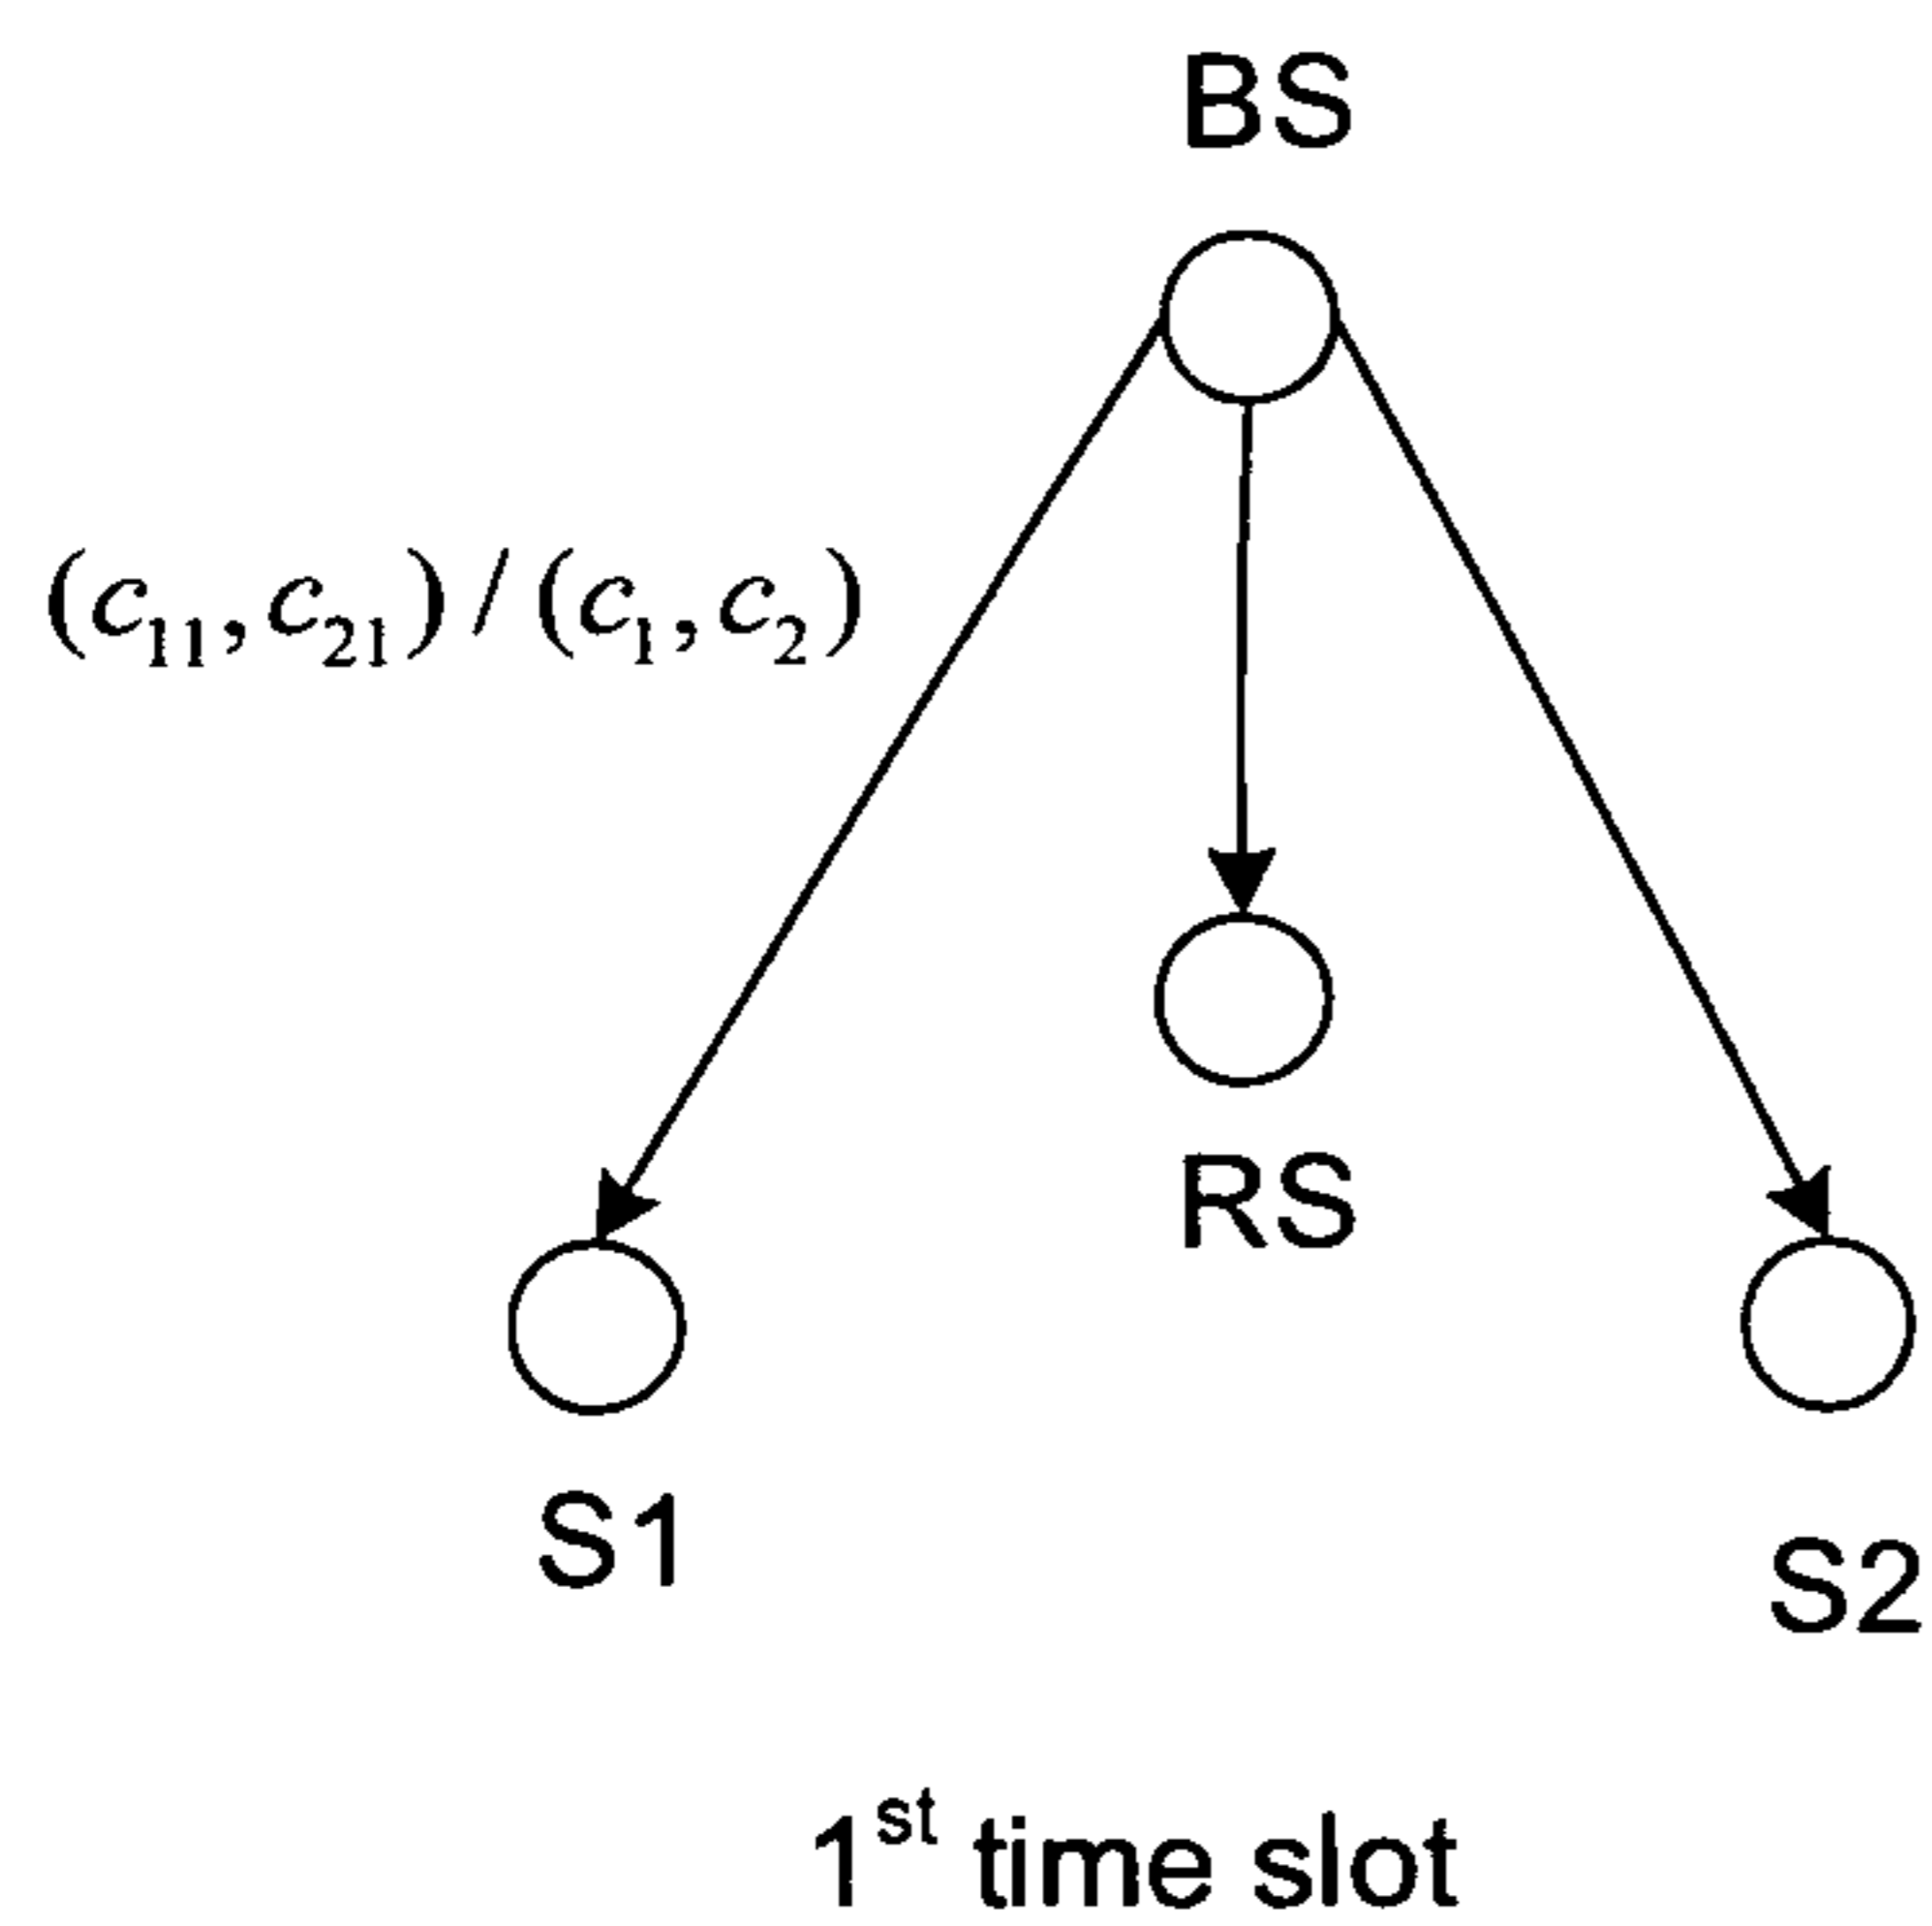 BS
(c₁₁, c₂₁) / (c₁, c₂)
RS
S1
S2
1ˢᵗ time slot